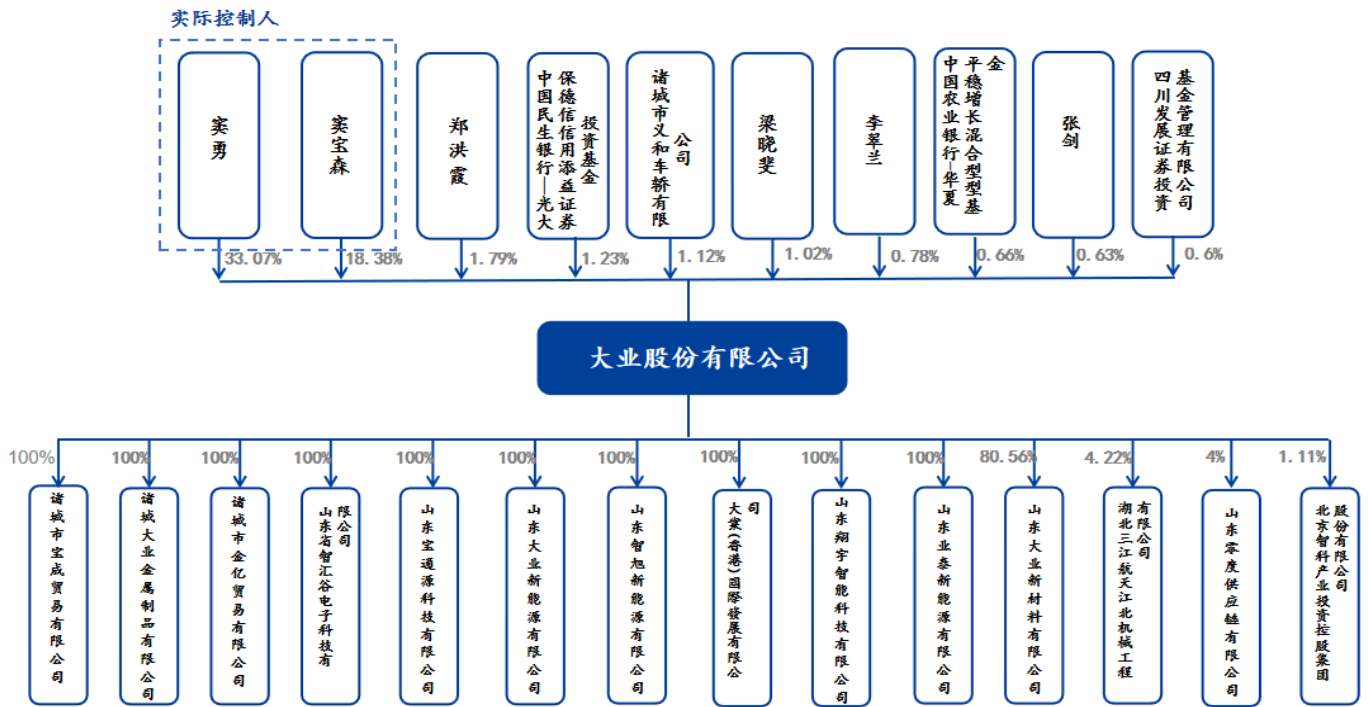 实际控制人
窦勇
窦宝森
郑洪霞
中国民生银行—光大
保德信信用添益证券
投资基金
诸城市义和车轿有限
公司
梁晓斐
李翠兰
中国农业银行—华夏
平稳增长混合型型基
金
张剑
四川发展证券投资
基金管理有限公司
33.07%
18.38%
1.79%
1.23%
1.12%
1.02%
0.78%
0.66%
0.63%
0.6%
大业股份有限公司
100%
100%
100%
100%
100%
100%
100%
100%
100%
100%
80.56%
4.22%
4%
1.11%
诸城市宝成贸易有限公司
诸城大业金属制品有限公司
诸城市金亿贸易有限公司
山东省智汇谷电子科技有
限公司
山东宝通源科技有限公司
山东大业新能源有限公司
山东智旭新能源有限公司
大業(香港)國際發展有限公
司
山东翔宇智能科技有限公司
山东业泰新能源有限公司
山东大业新材料有限公司
湖北三江航天江北机械工程
有限公司
山东零度供应链有限公司
北京智科产业投资控股集团
股份有限公司